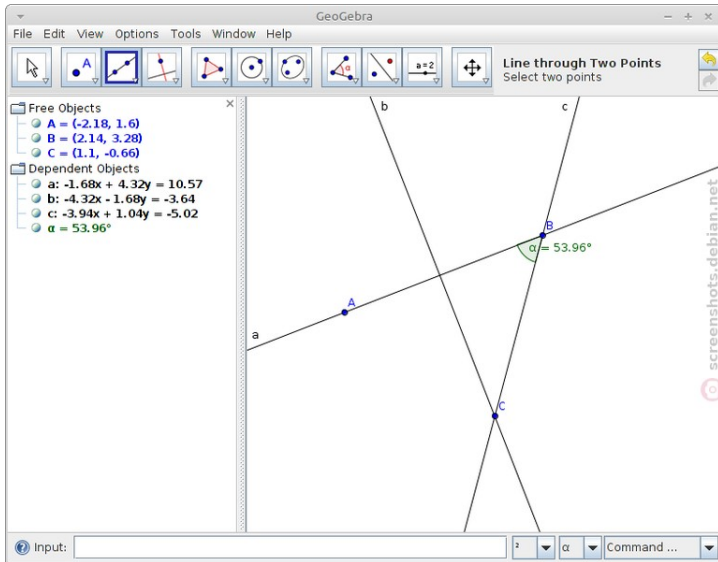 GeoGebra
File Edit View Options Tools Window Help
A
α
a=2
Line through Two Points
Select two points
Free Objects
A = (-2.18, 1.6)
B = (2.14, 3.28)
C = (1.1, -0.66)
Dependent Objects
a: -1.68x + 4.32y = 10.57
b: -4.32x - 1.68y = -3.64
c: -3.94x + 1.04y = -5.02
α = 53.96°
b
c
B
α = 53.96°
A
a
C
screenshots.debian.net
Input:
²
α
Command ...